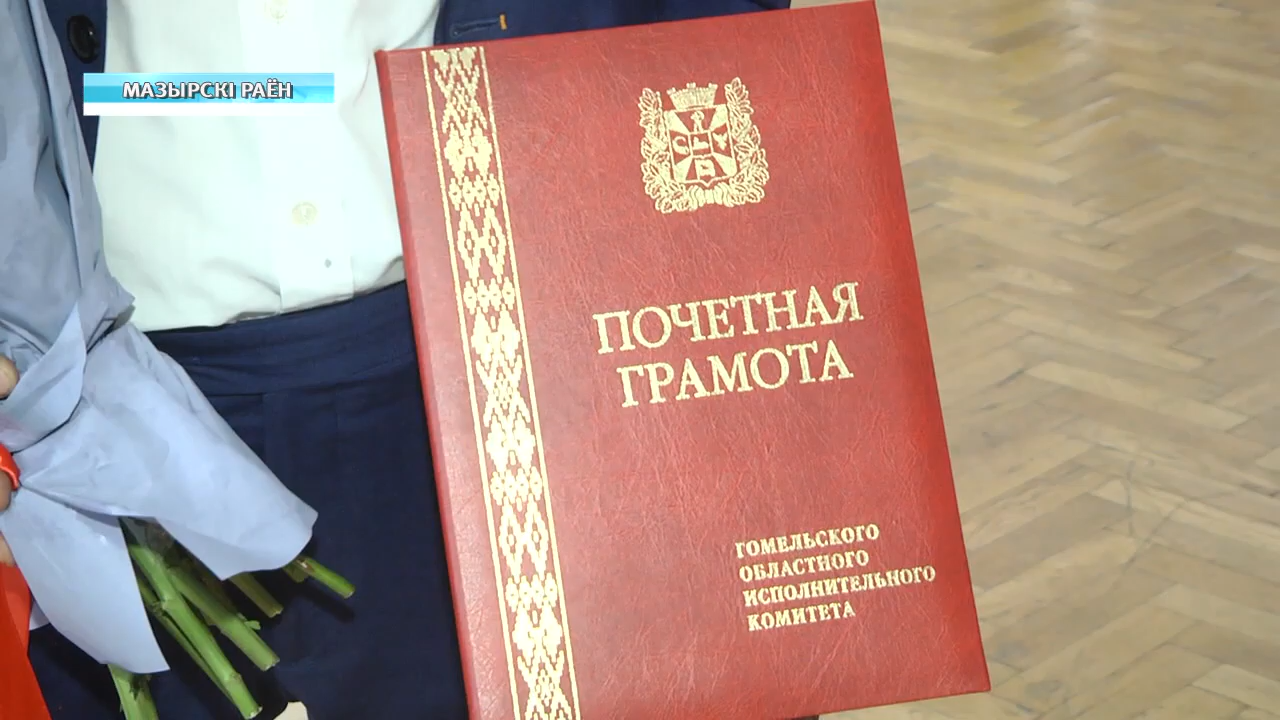 МАЗЫРСКІ РАЁН
ПОЧЕТНАЯ
ГРАМОТА
ГОМЕЛЬСКОГО
ОБЛАСТНОГО
ИСПОЛНИТЕЛЬНОГО
КОМИТЕТА